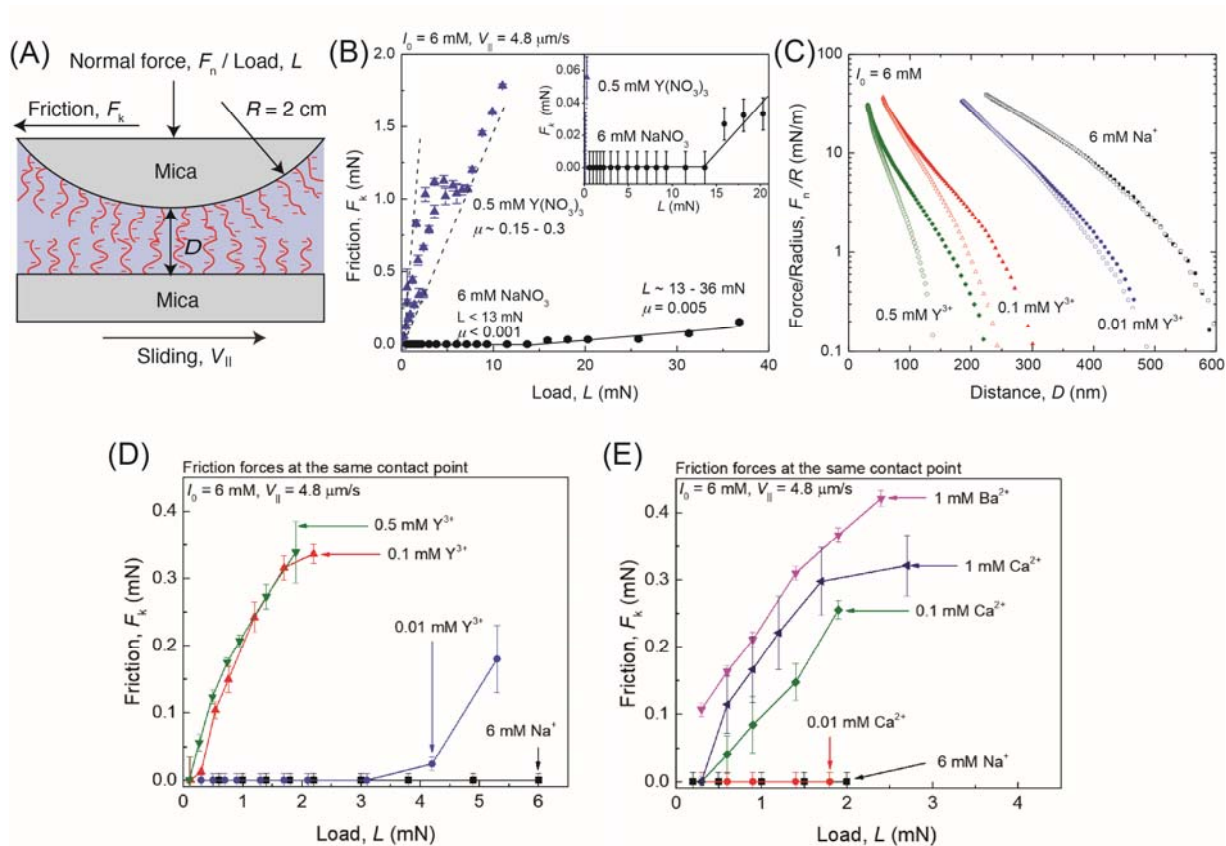 (A)
Normal force, Fn / Load, L
Friction, Fk
R = 2 cm
Mica
D
Mica
Sliding, V||
(B)
I0 = 6 mM, V|| = 4.8 μm/s
2.0
1.5
1.0
0.5
0.0
Friction, Fk (mN)
0 10 20 30 40
Load, L (mN)
0.5 mM Y(NO3)3
μ ~ 0.15 - 0.3
6 mM NaNO3
L < 13 mN
μ < 0.001
L ~ 13 - 36 mN
μ = 0.005
0.06
0.04
0.02
0.00
Fk (mN)
0.5 mM Y(NO3)3
6 mM NaNO3
0 5 10 15 20
L (mN)
(C)
I0 = 6 mM
40
10
1
0.1
Force/Radius, Fn/R (mN/m)
6 mM Na+
0.5 mM Y3+
0.1 mM Y3+
0.01 mM Y3+
0 100 200 300 400 500 600
Distance, D (nm)
(D)
Friction forces at the same contact point
I0 = 6 mM, V|| = 4.8 μm/s
0.4
0.3
0.2
0.1
0.0
Friction, Fk (mN)
0.5 mM Y3+
0.1 mM Y3+
0.01 mM Y3+
6 mM Na+
0 1 2 3 4 5 6
Load, L (mN)
(E)
Friction forces at the same contact point
I0 = 6 mM, V|| = 4.8 μm/s
0.4
0.3
0.2
0.1
0.0
Friction, Fk (mN)
1 mM Ba2+
1 mM Ca2+
0.1 mM Ca2+
0.01 mM Ca2+
6 mM Na+
0 1 2 3 4
Load, L (mN)